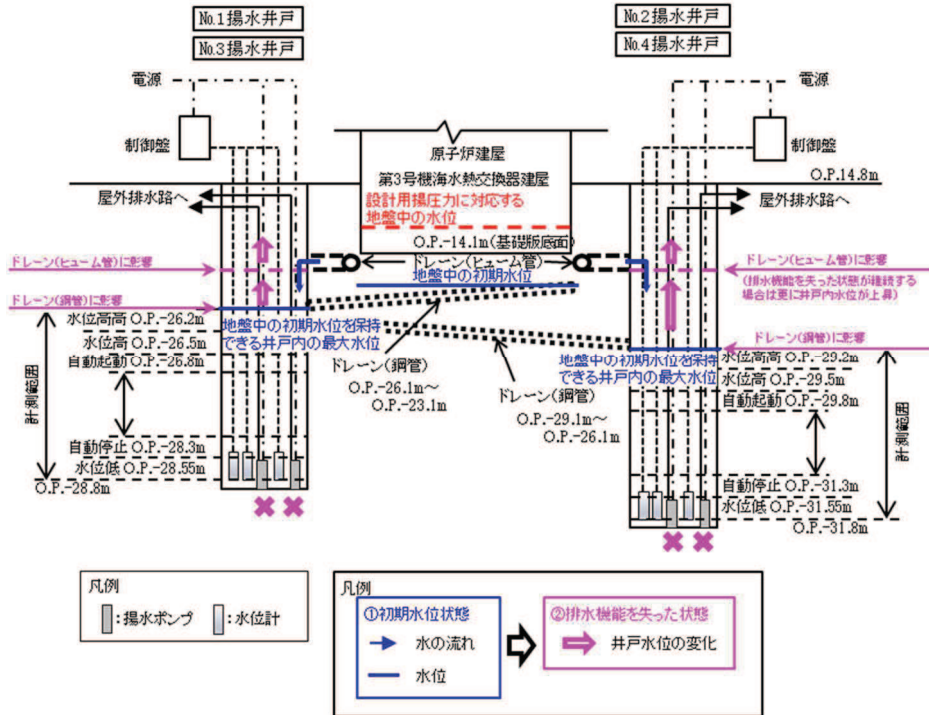 No.1揚水井戸
No.3揚水井戸
No.2揚水井戸
No.4揚水井戸
電源
電源
制御盤
制御盤
原子炉建屋
第3号機海水熱交換器建屋
O.P.14.8m
屋外排水路へ
屋外排水路へ
設計用揚圧力に対応する
地盤中の水位
O.P.-14.1m(基礎版底面)
ドレーン(ヒューム管)に影響
ドレーン(ヒューム管)
地盤中の初期水位
ドレーン(ヒューム管)に影響
(排水機能を失った状態が継続する
場合は更に井戸内水位が上昇)
ドレーン(鋼管)に影響
水位高高 O.P.-26.2m
水位高 O.P.-26.5m
自動起動 O.P.-26.8m
計測範囲
自動停止 O.P.-28.3m
水位低 O.P.-28.55m
O.P.-28.8m
地盤中の初期水位を保持
できる井戸内の最大水位
ドレーン(鋼管)
O.P.-26.1m～
O.P.-23.1m
ドレーン(鋼管)
O.P.-29.1m～
O.P.-26.1m
地盤中の初期水位を保持
できる井戸内の最大水位
ドレーン(鋼管)に影響
水位高高 O.P.-29.2m
水位高 O.P.-29.5m
自動起動 O.P.-29.8m
計測範囲
自動停止 O.P.-31.3m
水位低 O.P.-31.55m
O.P.-31.8m
凡例
:揚水ポンプ
:水位計
凡例
①初期水位状態
水の流れ
水位
②排水機能を失った状態
井戸水位の変化